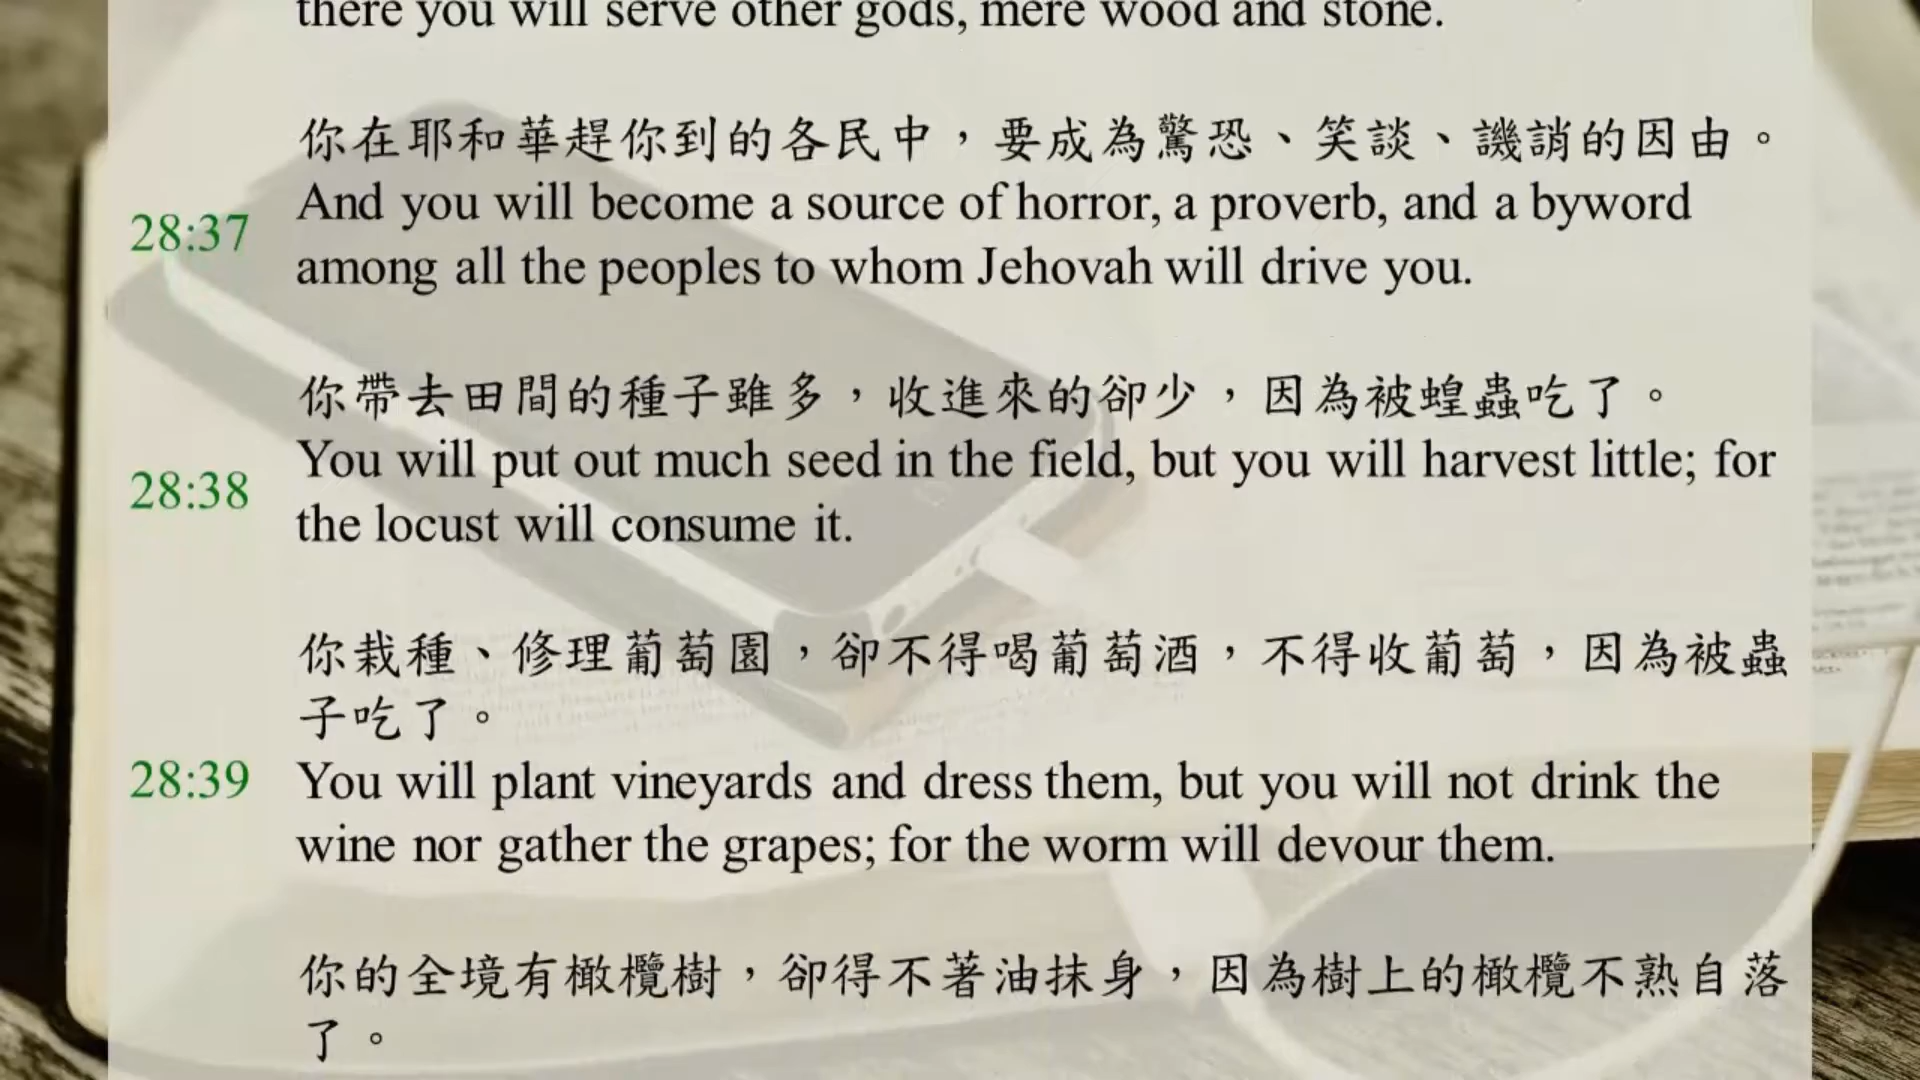 there you will serve other gods, mere wood and stone.
你在耶和華趕你到的各民中，要成為驚恐、笑談、譏誚的因由。
28:37
And you will become a source of horror, a proverb, and a byword
among all the peoples to whom Jehovah will drive you.
你帶去田間的種子雖多，收進來的卻少，因為被蝗蟲吃了。
28:38
You will put out much seed in the field, but you will harvest little; for
the locust will consume it.
你栽種、修理葡萄園，卻不得喝葡萄酒，不得收葡萄，因為被蟲
子吃了。
28:39
You will plant vineyards and dress them, but you will not drink the
wine nor gather the grapes; for the worm will devour them.
你的全境有橄欖樹，卻得不著油抹身，因為樹上的橄欖不熟自落
了。